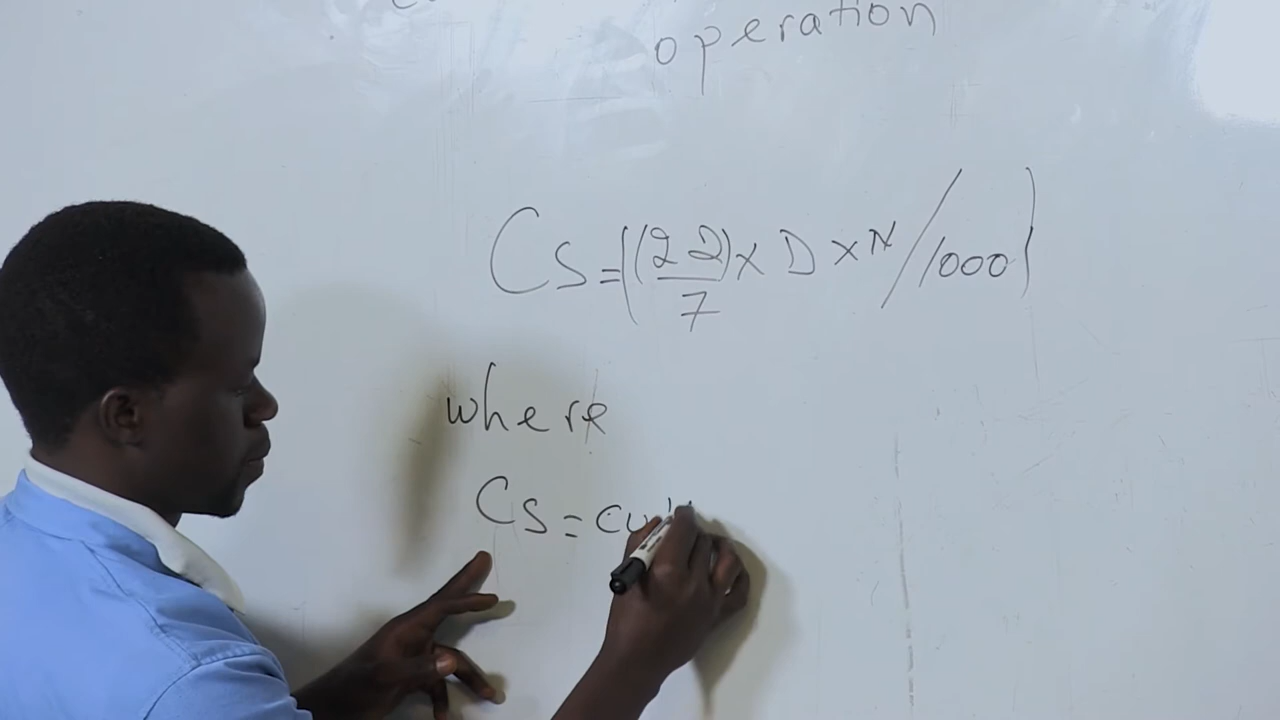 operation
CS=((22/7)x D x N/1000)
where
CS=cu